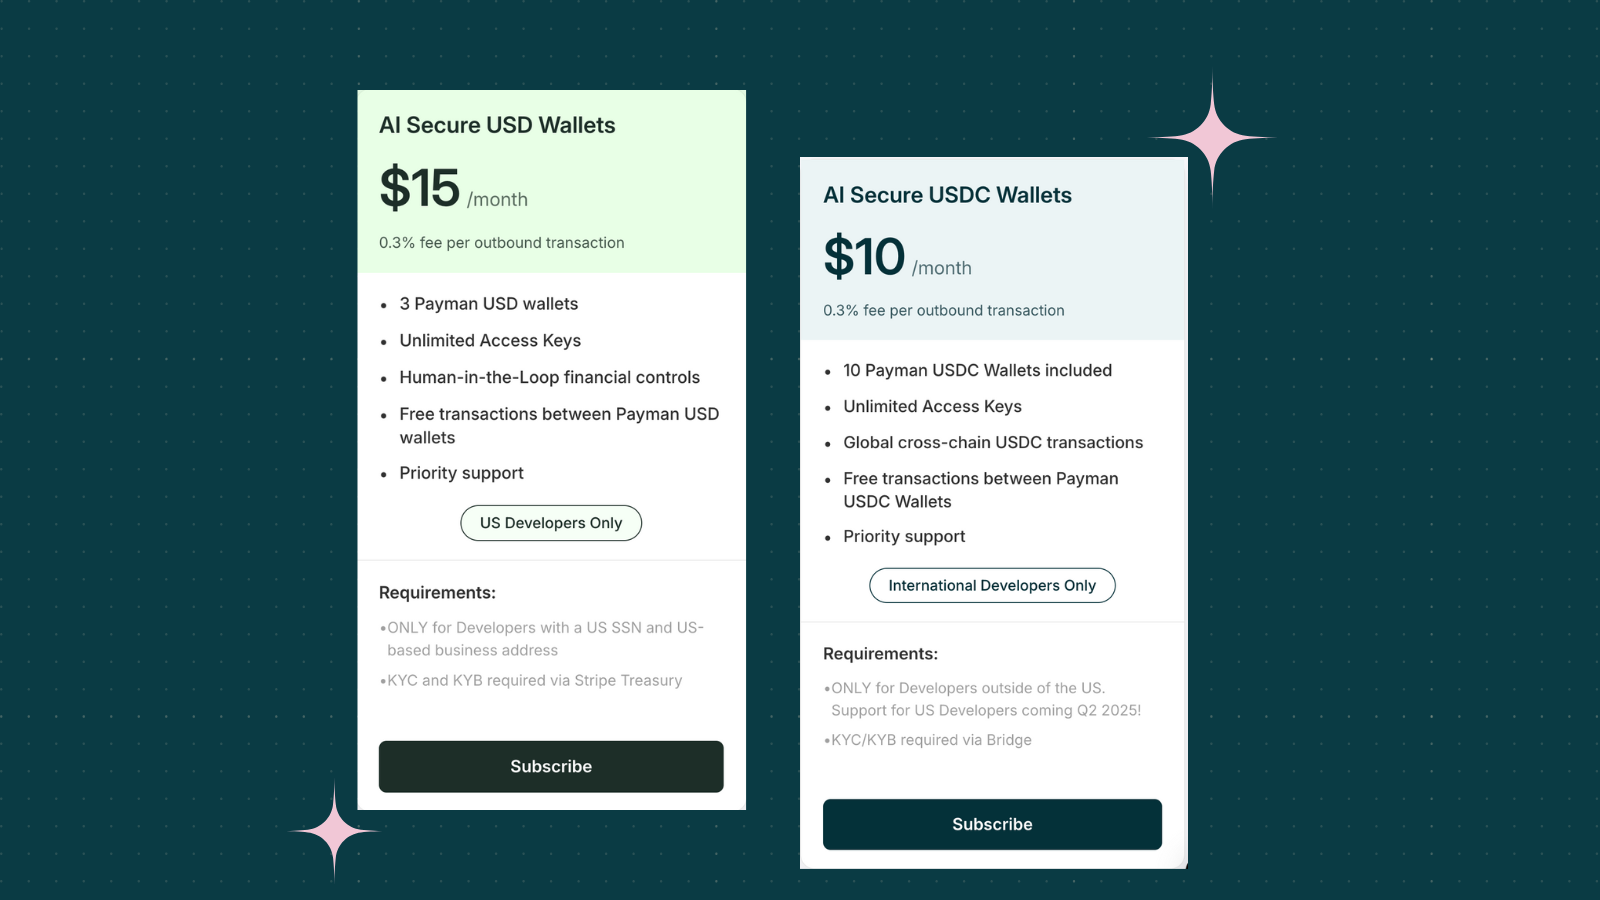 AI Secure USD Wallets
$15 /month
0.3% fee per outbound transaction
• 3 Payman USD wallets
• Unlimited Access Keys
• Human-in-the-Loop financial controls
• Free transactions between Payman USD
wallets
• Priority support
US Developers Only
Requirements:
•ONLY for Developers with a US SSN and US-
based business address
•KYC and KYB required via Stripe Treasury
Subscribe
AI Secure USDC Wallets
$10 /month
0.3% fee per outbound transaction
• 10 Payman USDC Wallets included
• Unlimited Access Keys
• Global cross-chain USDC transactions
• Free transactions between Payman
USDC Wallets
• Priority support
International Developers Only
Requirements:
•ONLY for Developers outside of the US.
Support for US Developers coming Q2 2025!
•KYC/KYB required via Bridge
Subscribe